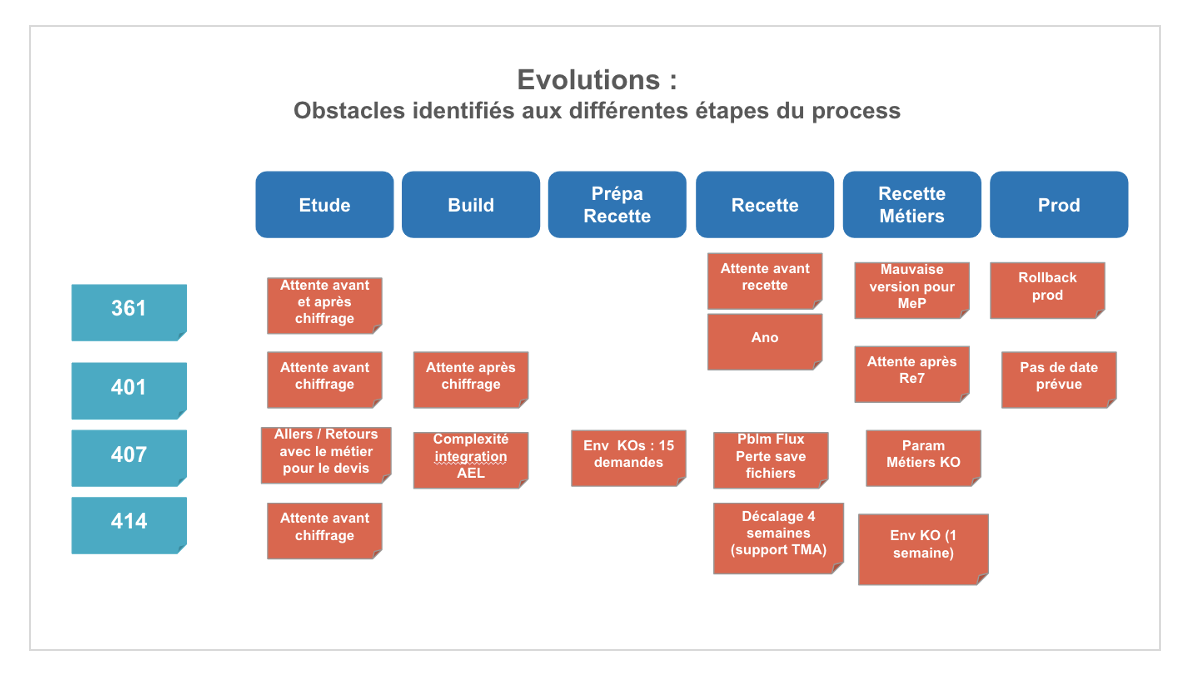 Evolutions :
Obstacles identifiés aux différentes étapes du process
Etude
Build
Prépa
Recette
Recette
Recette
Métiers
Prod
361
Attente avant
et après
chiffrage
Attente avant
recette
Ano
Mauvaise
version pour
MeP
Rollback
prod
401
Attente avant
chiffrage
Attente après
chiffrage
Attente après
Re7
Pas de date
prévue
407
Allers / Retours
avec le métier
pour le devis
Complexité
integration
AEL
Env  KOs : 15
demandes
Pblm Flux
Perte save
fichiers
Param
Métiers KO
414
Attente avant
chiffrage
Décalage 4
semaines
(support TMA)
Env KO (1
semaine)